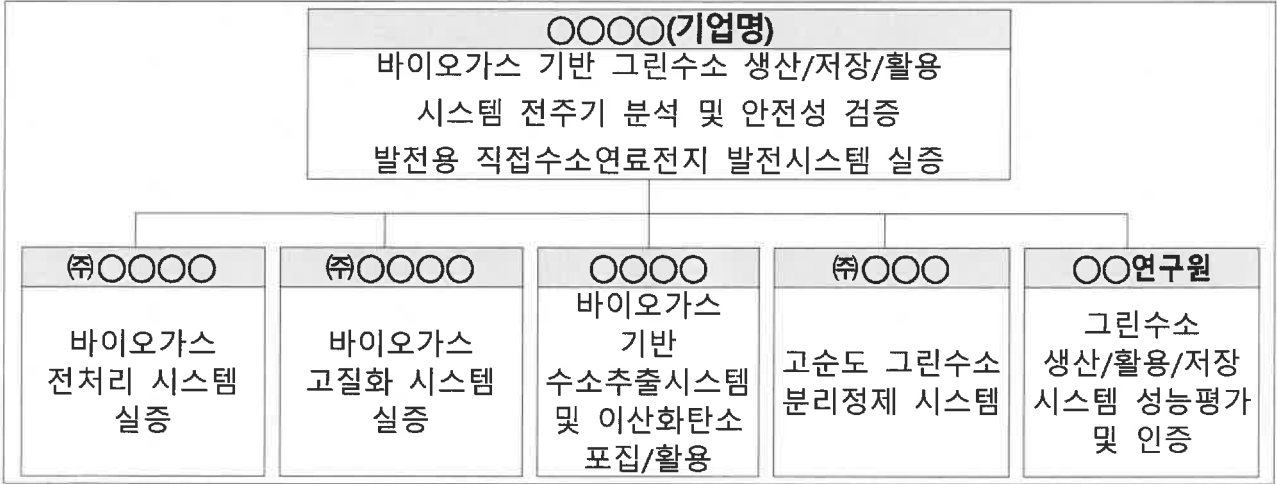 ○○○○(기업명)
바이오가스 기반 그린수소 생산/저장/활용
시스템 전주기 분석 및 안전성 검증
발전용 직접수소연료전지 발전시스템 실증
㈜○○○○
바이오가스
전처리 시스템
실증
㈜○○○○
바이오가스
고질화 시스템
실증
○○○○
바이오가스
기반
수소추출시스템
및 이산화탄소
포집/활용
㈜○○○
고순도 그린수소
분리정제 시스템
○○연구원
그린수소
생산/활용/저장
시스템 성능평가
및 인증